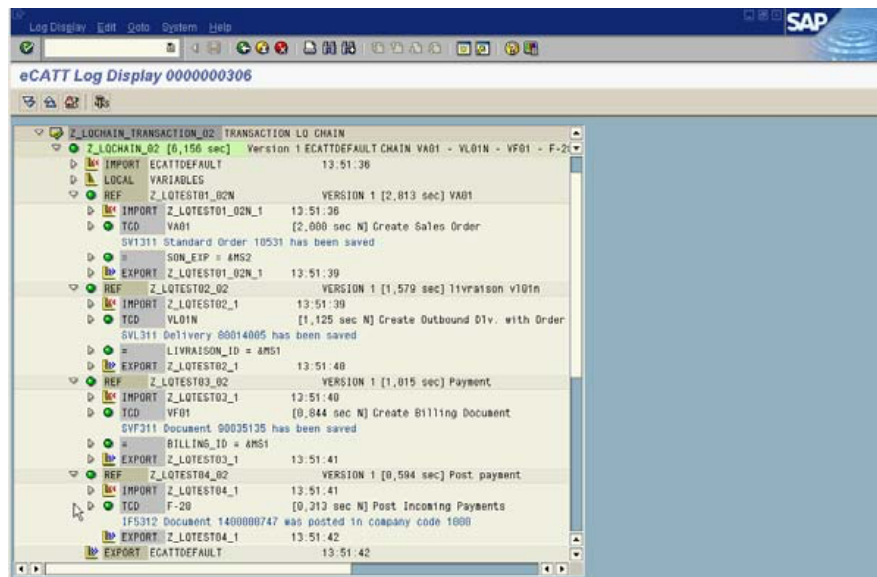 Log Display Edit Goto System Help
SAP
eCATT Log Display 0000000306
Z_LOCHAIN_TRANSACTION_02 TRANSACTION LO CHAIN
Z_LOCHAIN_02 [6,156 sec] Version 1 ECATTDEFAULT CHAIN VA01 - VL01N - VF01 - F-2
IMPORT ECATTDEFAULT 13:51:36
LOCAL VARIABLES
REF Z_LOTEST01_02N VERSION 1 [2,813 sec] VA01
IMPORT Z_LOTEST01_02N_1 13:51:36
TCD VA01 [2,000 sec N] Create Sales Order
SV1311 Standard Order 10531 has been saved
= SON_EXP = &MS2
EXPORT Z_LOTEST01_02N_1 13:51:39
REF Z_LOTEST02_02 VERSION 1 [1,579 sec] livraison vl01n
IMPORT Z_LOTEST02_1 13:51:39
TCD VL01N [1,125 sec N] Create Outbound Dlv. with Order
SVL311 Delivery 80014005 has been saved
= LIVRAISON_ID = &MS1
EXPORT Z_LOTEST02_1 13:51:40
REF Z_LOTEST03_02 VERSION 1 [1,015 sec] Payment
IMPORT Z_LOTEST03_1 13:51:40
TCD VF01 [0,844 sec N] Create Billing Document
SVF311 Document 90035135 has been saved
= BILLING_ID = &MS1
EXPORT Z_LOTEST03_1 13:51:41
REF Z_LOTEST04_02 VERSION 1 [0,594 sec] Post payment
IMPORT Z_LOTEST04_1 13:51:41
TCD F-28 [0,313 sec N] Post Incoming Payments
IF5312 Document 1400000747 was posted in company code 1000
EXPORT Z_LOTEST04_1 13:51:42
EXPORT ECATTDEFAULT 13:51:42